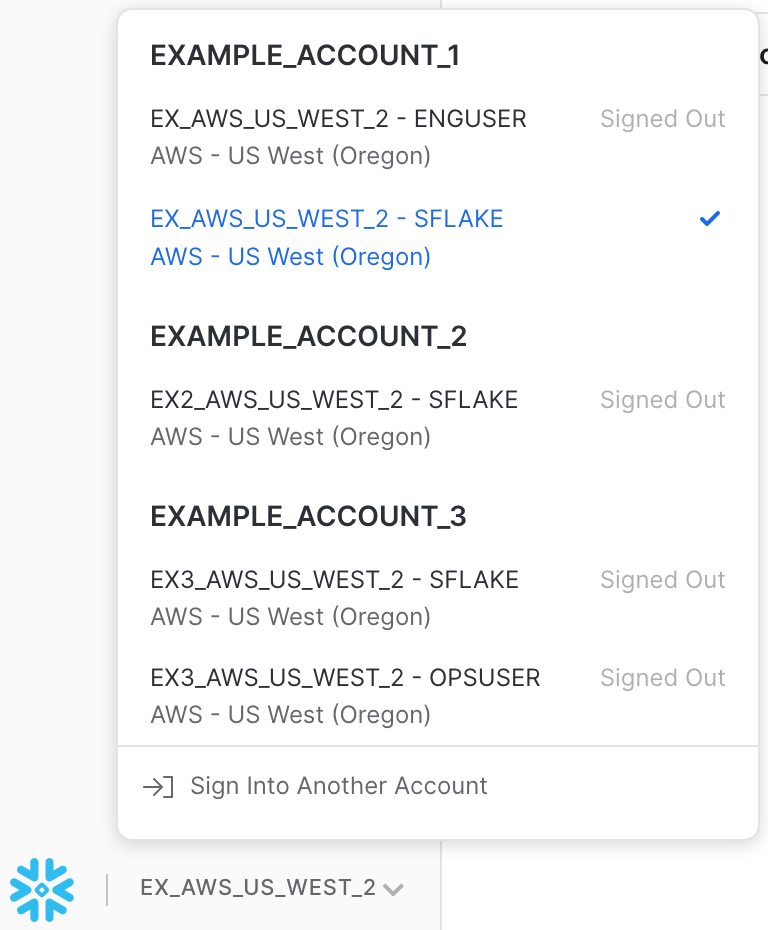 EXAMPLE_ACCOUNT_1
EX_AWS_US_WEST_2 - ENGUSER Signed Out
AWS - US West (Oregon)
EX_AWS_US_WEST_2 - SFLAKE
AWS - US West (Oregon)
EXAMPLE_ACCOUNT_2
EX2_AWS_US_WEST_2 - SFLAKE Signed Out
AWS - US West (Oregon)
EXAMPLE_ACCOUNT_3
EX3_AWS_US_WEST_2 - SFLAKE Signed Out
AWS - US West (Oregon)
EX3_AWS_US_WEST_2 - OPSUSER Signed Out
AWS - US West (Oregon)
Sign Into Another Account
EX_AWS_US_WEST_2